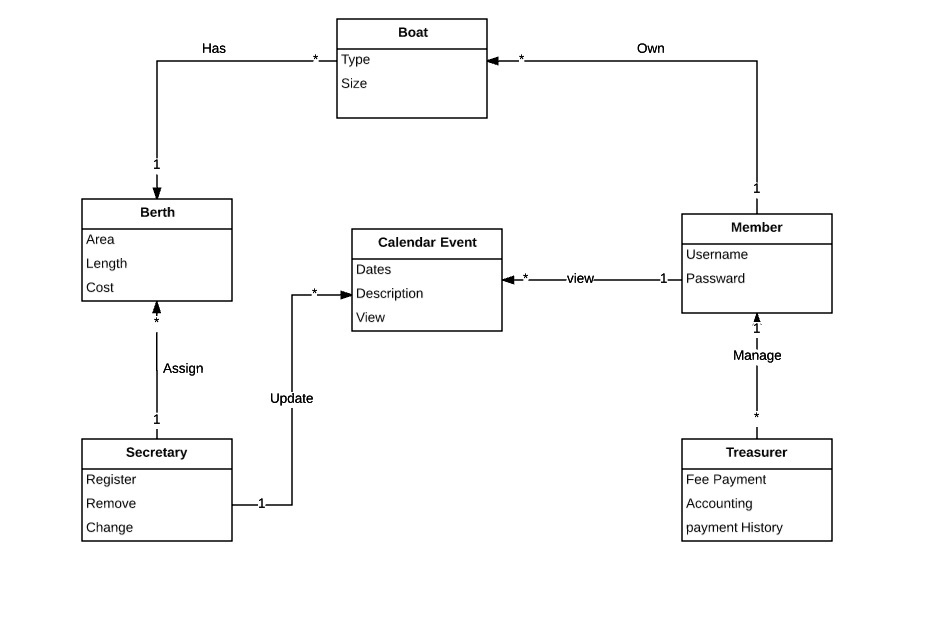 Boat
Has
Own
*
Type
*
Size
1
1
Berth
Member
Area
Calendar Event
Username
Length
Dates
*
view
1
Passward
Cost
*
Description
View
*
1
Manage
Assign
Update
1
*
Secretary
Treasurer
Register
Fee Payment
Remove
1
Accounting
Change
payment History